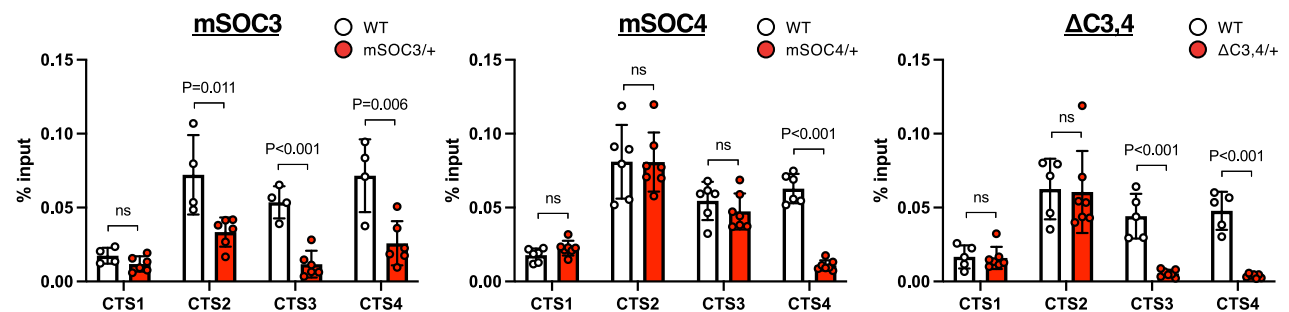 mSOC3
WT
mSOC3/+
% input
0.15
0.10
0.05
0.00
ns
P=0.011
P<0.001
P=0.006
CTS1
CTS2
CTS3
CTS4
mSOC4
WT
mSOC4/+
% input
0.15
0.10
0.05
0.00
ns
ns
ns
P<0.001
CTS1
CTS2
CTS3
CTS4
ΔC3,4
WT
ΔC3,4/+
% input
0.15
0.10
0.05
0.00
ns
ns
P<0.001
P<0.001
CTS1
CTS2
CTS3
CTS4